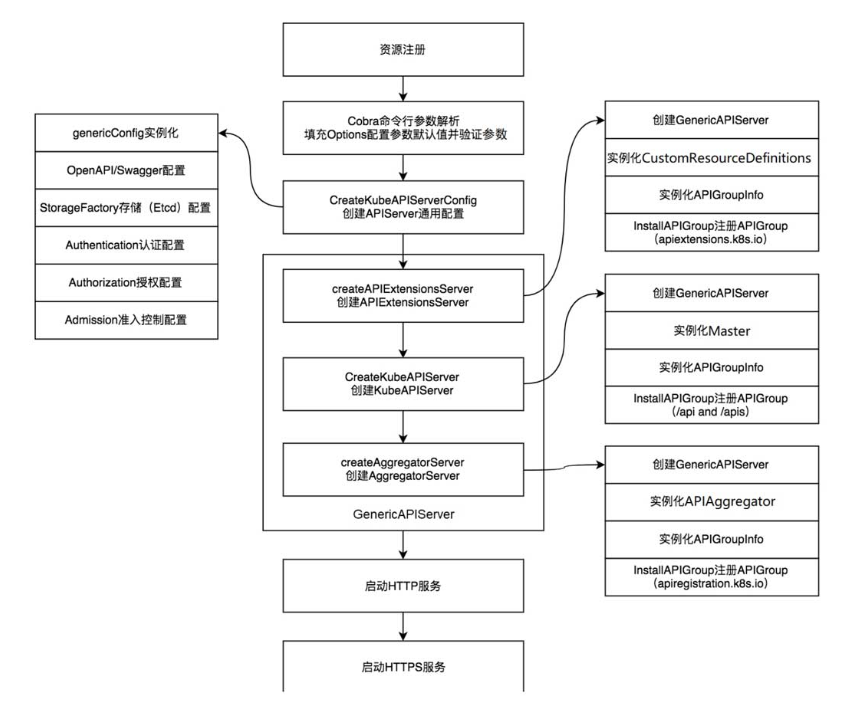 资源注册
Cobra命令行参数解析
填充Options配置参数默认值并验证参数
CreateKubeAPIServerConfig
创建APIServer通用配置
genericConfig实例化
OpenAPI/Swagger配置
StorageFactory存储（Etcd）配置
Authentication认证配置
Authorization授权配置
Admission准入控制配置
createAPIExtensionsServer
创建APIExtensionsServer
CreateKubeAPIServer
创建KubeAPIServer
createAggregatorServer
创建AggregatorServer
GenericAPIServer
创建GenericAPIServer
实例化CustomResourceDefinitions
实例化APIGroupInfo
InstallAPIGroup注册APIGroup
（apiextensions.k8s.io）
创建GenericAPIServer
实例化Master
实例化APIGroupInfo
InstallAPIGroup注册APIGroup
（/api and /apis）
创建GenericAPIServer
实例化APIAggregator
实例化APIGroupInfo
InstallAPIGroup注册APIGroup
（apiregistration.k8s.io）
启动HTTP服务
启动HTTPS服务